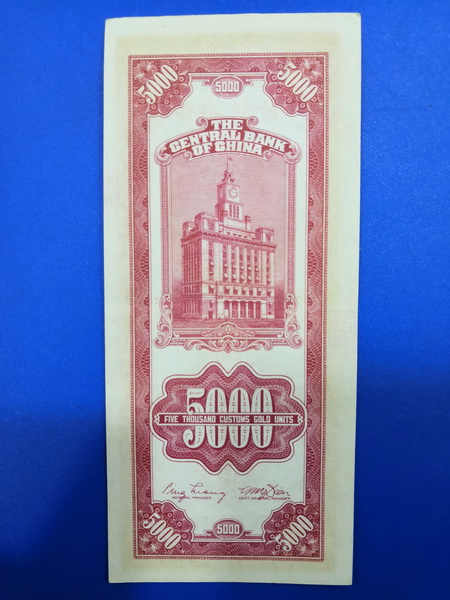 5000 5000 5000
THE
CENTRAL BANK
OF CHINA
5000
FIVE THOUSAND CUSTOMS GOLD UNITS
GENERAL MANAGER ASST GENERAL MANAGER
5000 5000 5000